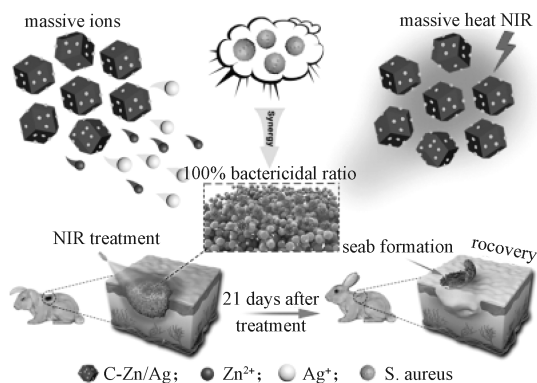 massive ions
massive heat NIR
Synergy
100% bactericidal ratio
NIR treatment
seab formation
rocovery
21 days after
treatment
C-Zn/Ag; Zn²⁺; Ag⁺; S. aureus